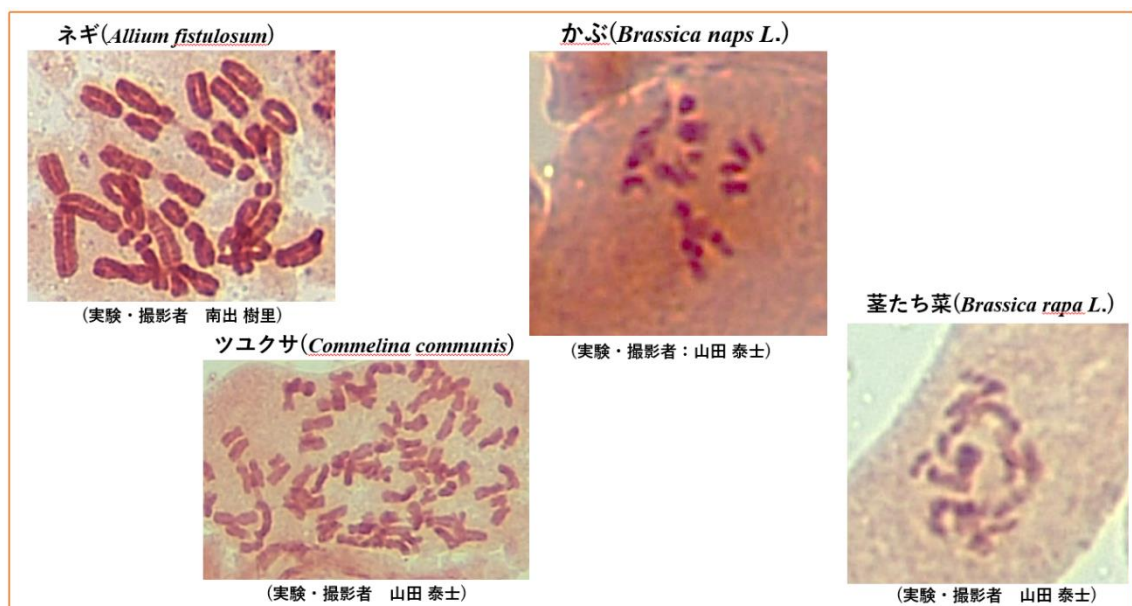 ネギ(Allium fistulosum)
(実験・撮影者　南出 樹里)
かぶ(Brassica naps L.)
(実験・撮影者：山田 泰士)
ツユクサ(Commelina communis)
(実験・撮影者　山田 泰士)
茎たち菜(Brassica rapa L.)
(実験・撮影者　山田 泰士)